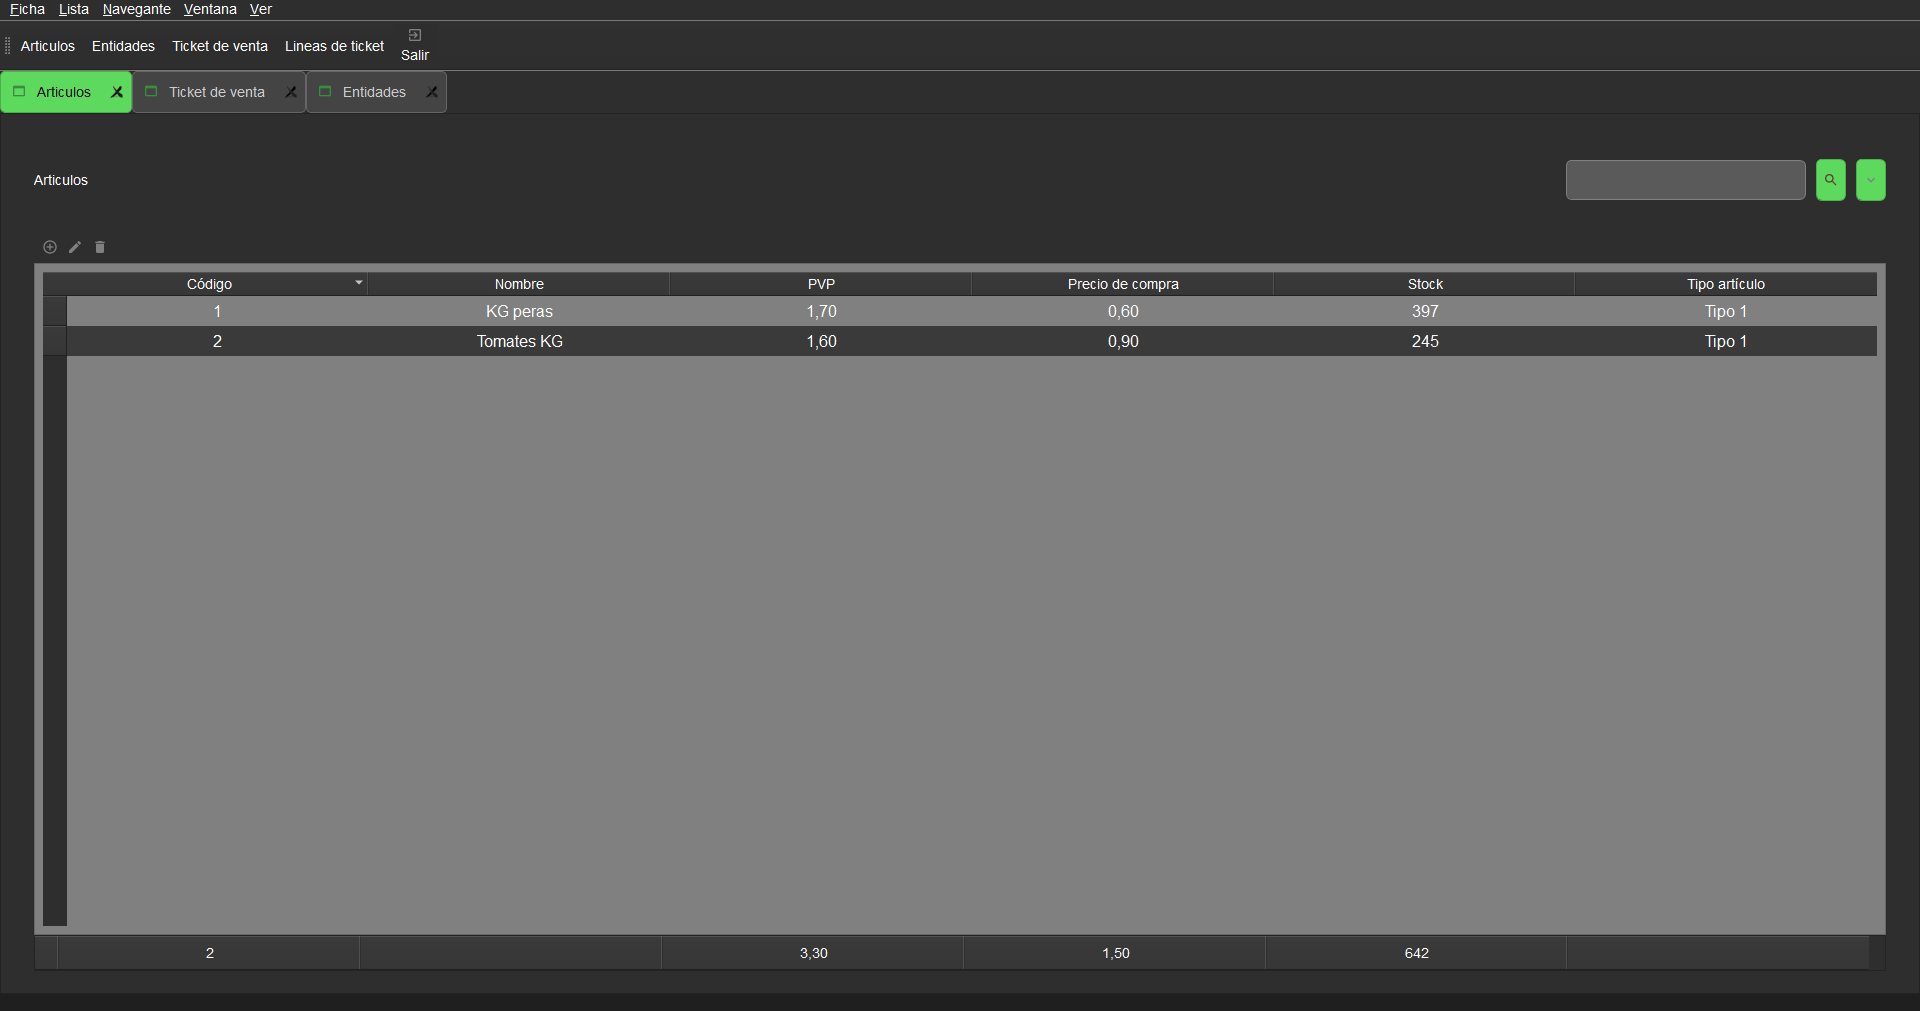 Ficha Lista Navegante Ventana Ver
Articulos Entidades Ticket de venta Lineas de ticket Salir
Articulos Ticket de venta Entidades
Articulos
Código Nombre PVP Precio de compra Stock Tipo artículo
1 KG peras 1,70 0,60 397 Tipo 1
2 Tomates KG 1,60 0,90 245 Tipo 1
2 3,30 1,50 642